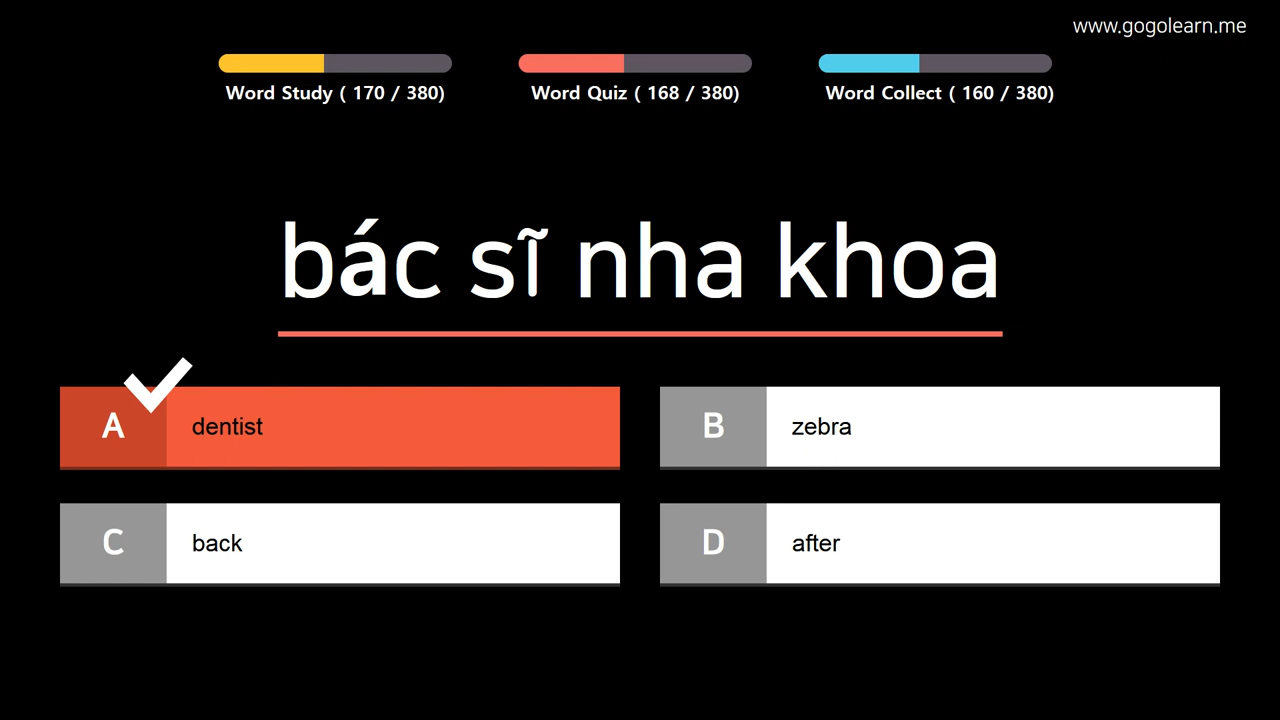 www.gogolearn.me
Word Study ( 170 / 380)
Word Quiz ( 168 / 380)
Word Collect ( 160 / 380)
bác sĩ nha khoa
A dentist
B zebra
C back
D after